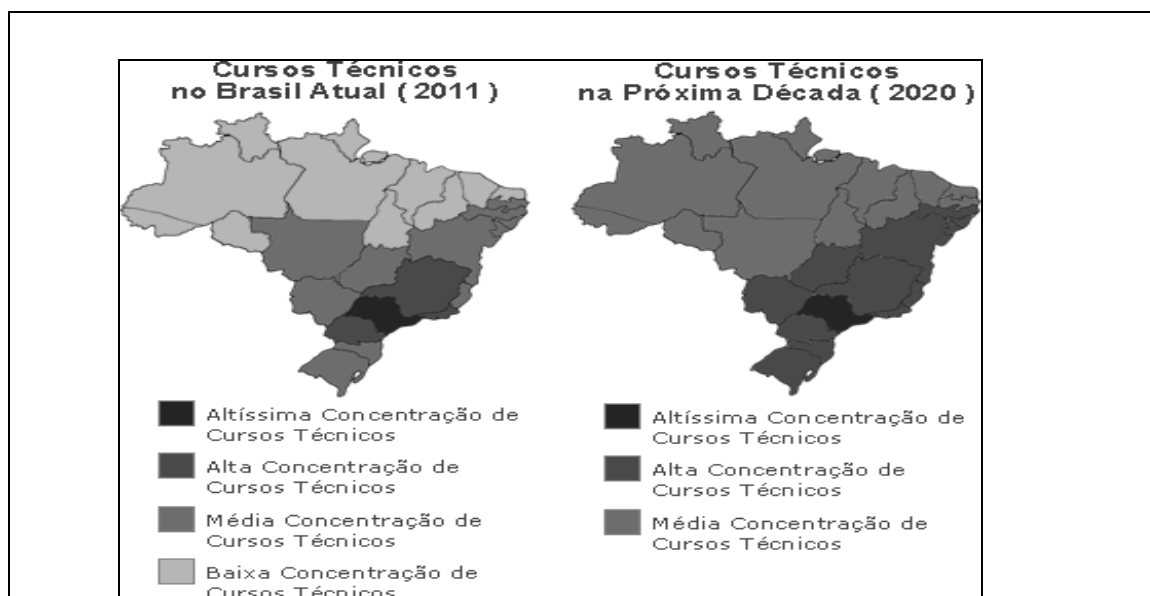 Cursos Técnicos
no Brasil Atual ( 2011 )
Altíssima Concentração de
Cursos Técnicos
Alta Concentração de
Cursos Técnicos
Média Concentração de
Cursos Técnicos
Baixa Concentração de
Cursos Técnicos
Cursos Técnicos
na Próxima Década ( 2020 )
Altíssima Concentração de
Cursos Técnicos
Alta Concentração de
Cursos Técnicos
Média Concentração de
Cursos Técnicos